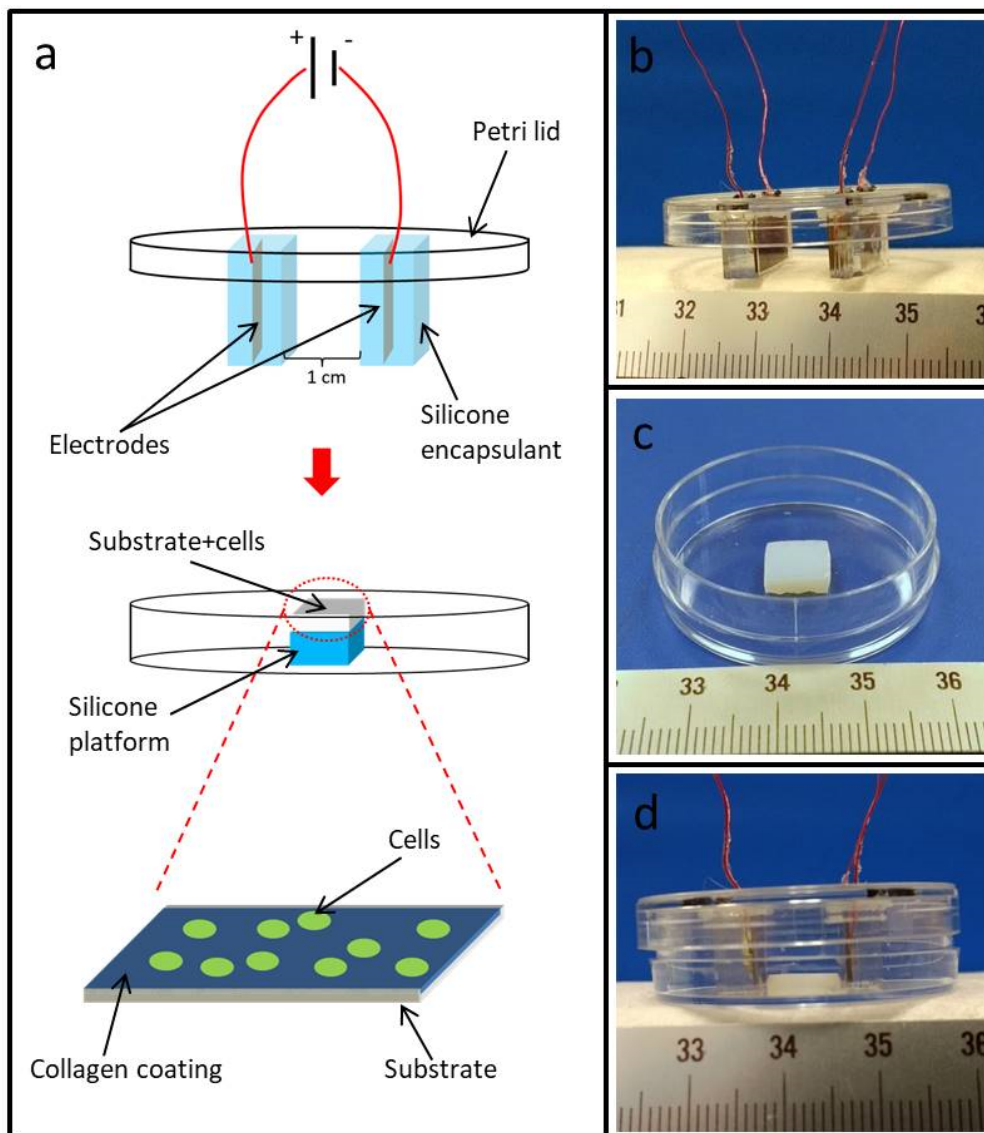 a
+ -
Petri lid
1 cm
Electrodes
Silicone
encapsulant
Substrate+cells
Silicone
platform
Cells
Collagen coating
Substrate
b
32 33 34 35
c
33 34 35 36
d
33 34 35 36